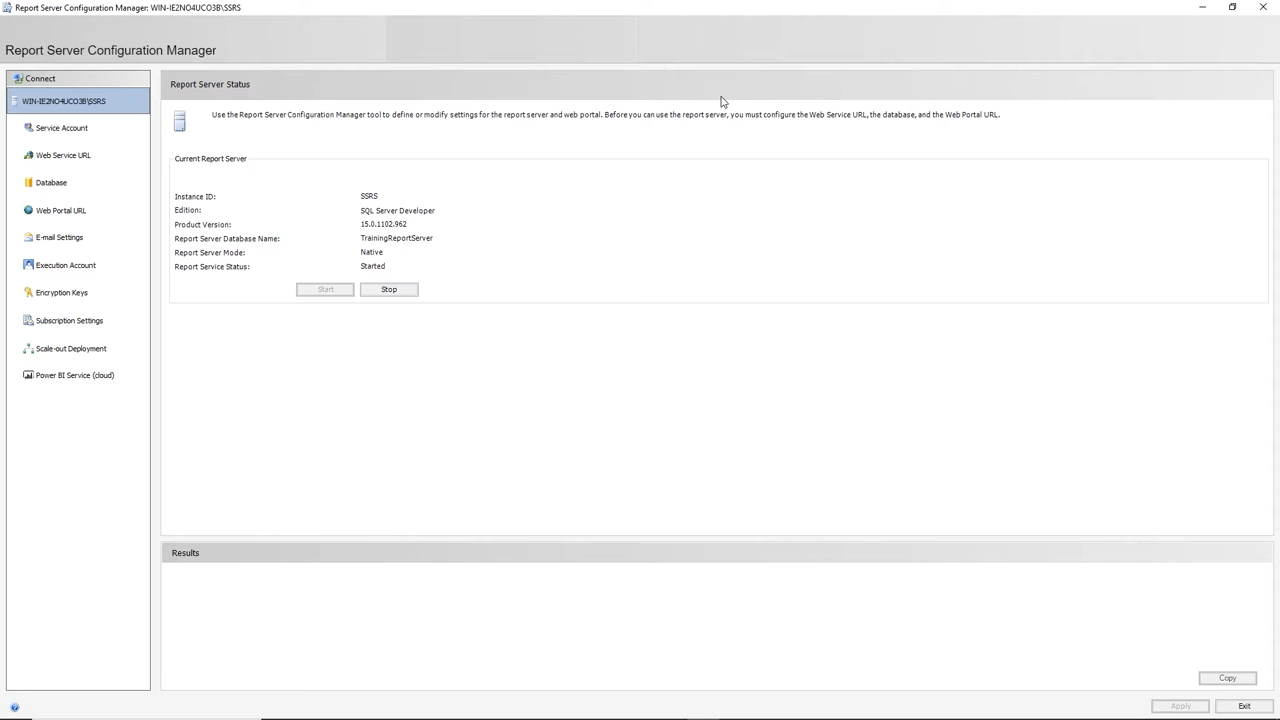 Report Server Configuration Manager: WIN-IE2NO4UCO3B\SSRS
Report Server Configuration Manager
Connect
WIN-IE2NO4UCO3B\SSRS
Service Account
Web Service URL
Database
Web Portal URL
E-mail Settings
Execution Account
Encryption Keys
Subscription Settings
Scale-out Deployment
Power BI Service (cloud)
Report Server Status
Use the Report Server Configuration Manager tool to define or modify settings for the report server and web portal. Before you can use the report server, you must configure the Web Service URL, the database, and the Web Portal URL.
Current Report Server
Instance ID: SSRS
Edition: SQL Server Developer
Product Version: 15.0.1102.962
Report Server Database Name: TrainingReportServer
Report Server Mode: Native
Report Service Status: Started
Start Stop
Results
Copy
Apply Exit